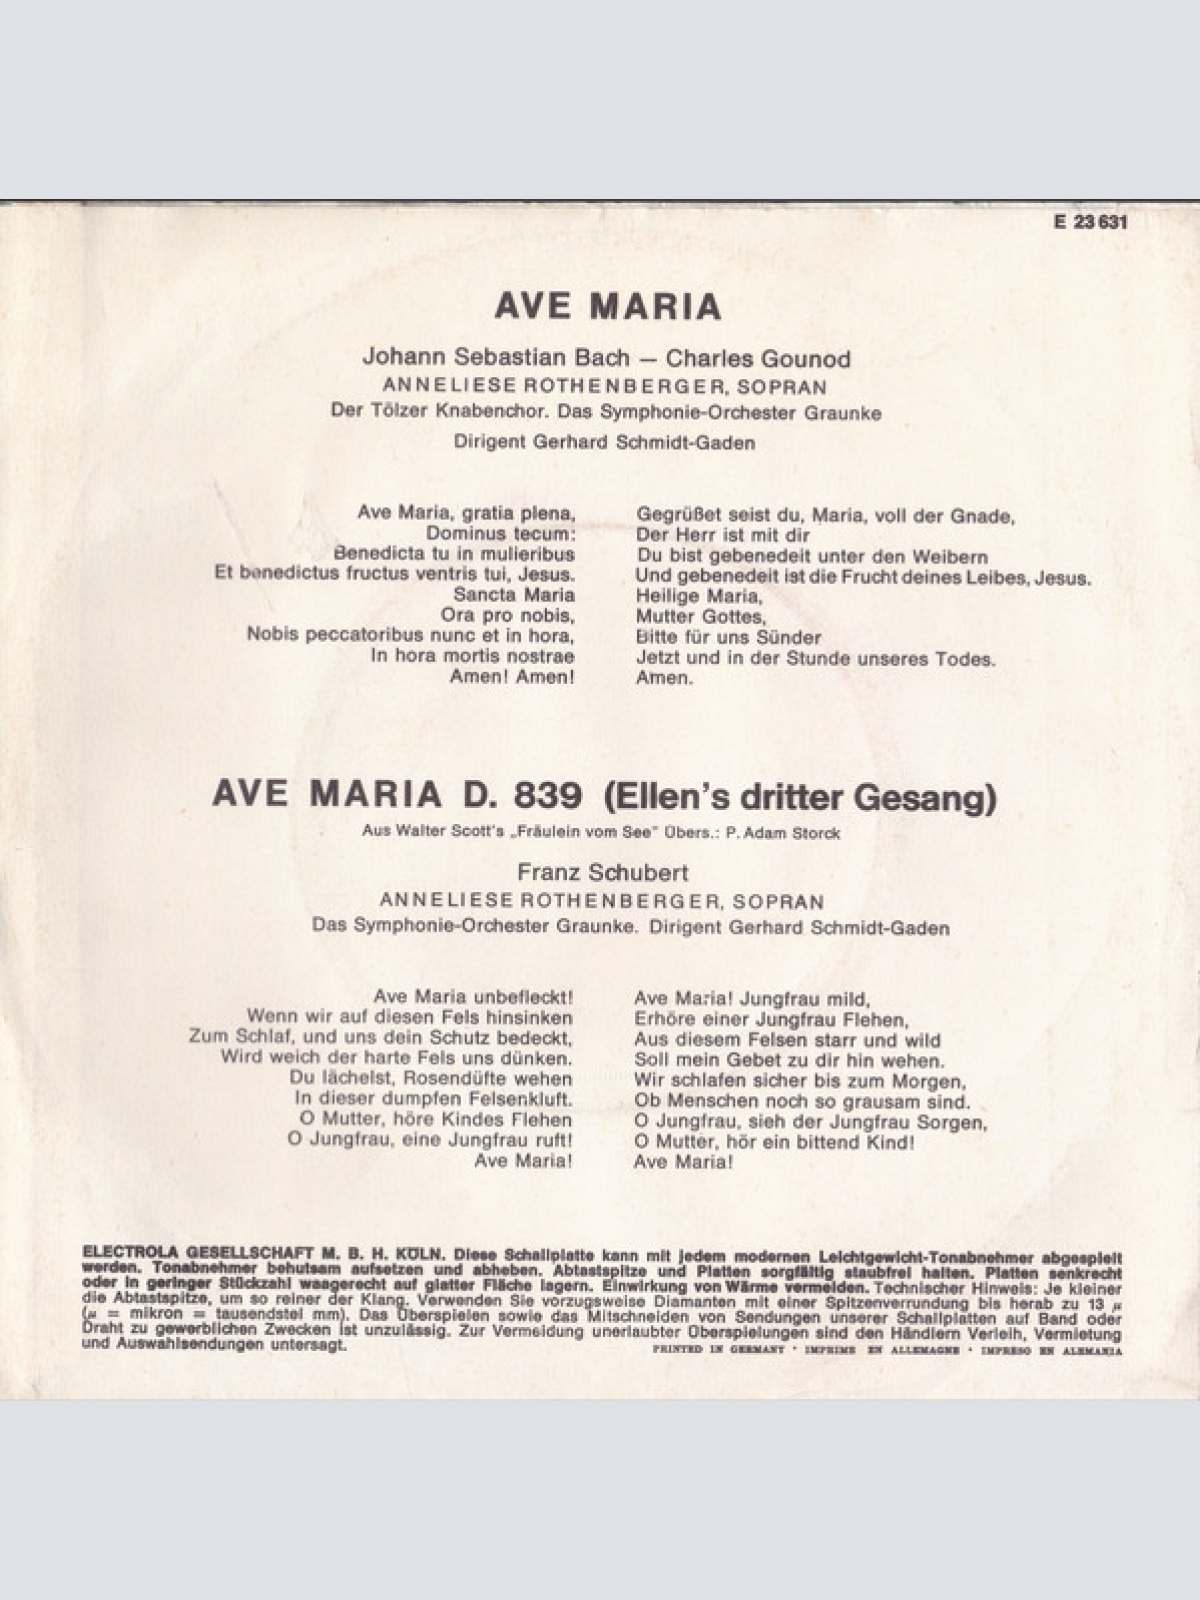 E 23 631
AVE MARIA
Johann Sebastian Bach — Charles Gounod
ANNELIESE ROTHENBERGER, SOPRAN
Der Tölzer Knabenchor. Das Symphonie-Orchester Graunke
Dirigent Gerhard Schmidt-Gaden
Ave Maria, gratia plena,
Dominus tecum:
Benedicta tu in mulieribus
Et benedictus fructus ventris tui, Jesus.
Sancta Maria
Ora pro nobis,
Nobis peccatoribus nunc et in hora,
In hora mortis nostrae
Amen! Amen!
Gegrüßet seist du, Maria, voll der Gnade,
Der Herr ist mit dir
Du bist gebenedeit unter den Weibern
Und gebenedeit ist die Frucht deines Leibes, Jesus.
Heilige Maria,
Mutter Gottes,
Bitte für uns Sünder
Jetzt und in der Stunde unseres Todes.
Amen.
AVE MARIA D. 839 (Ellen's dritter Gesang)
Aus Walter Scott's „Fräulein vom See" Übers.: P. Adam Storck
Franz Schubert
ANNELIESE ROTHENBERGER, SOPRAN
Das Symphonie-Orchester Graunke. Dirigent Gerhard Schmidt-Gaden
Ave Maria unbefleckt!
Wenn wir auf diesen Fels hinsinken
Zum Schlaf, und uns dein Schutz bedeckt,
Wird weich der harte Fels uns dünken.
Du lächelst, Rosendüfte wehen
In dieser dumpfen Felsenkluft.
O Mutter, höre Kindes Flehen
O Jungfrau, eine Jungfrau ruft!
Ave Maria!
Ave Maria! Jungfrau mild,
Erhöre einer Jungfrau Flehen,
Aus diesem Felsen starr und wild
Soll mein Gebet zu dir hin wehen.
Wir schlafen sicher bis zum Morgen,
Ob Menschen noch so grausam sind.
O Jungfrau, sieh der Jungfrau Sorgen,
O Mutter, hör ein bittend Kind!
Ave Maria!
ELECTROLA GESELLSCHAFT M. B. H. KÖLN. Diese Schallplatte kann mit jedem modernen Leichtgewicht-Tonabnehmer abgespielt
werden. Tonabnehmer behutsam aufsetzen und abheben. Abtastspitze und Platten sorgfältig staubfrei halten. Platten senkrecht
oder in geringer Stückzahl waagerecht auf glatter Fläche lagern. Einwirkung von Wärme vermeiden. Technischer Hinweis: Je kleiner
die Abtastspitze, um so reiner der Klang. Verwenden Sie vorzugsweise Diamanten mit einer Spitzenverrundung bis herab zu 13 µ
(µ = mikron = tausendstel mm). Das Überspielen sowie das Mitschneiden von Sendungen unserer Schallplatten auf Band oder
Draht zu gewerblichen Zwecken ist unzulässig. Zur Vermeidung unerlaubter Überspielungen sind den Händlern Verleih, Vermietung
und Auswahlsendungen untersagt.
PRINTED IN GERMANY · IMPRIMÉ EN ALLEMAGNE · IMPRESO EN ALEMANIA